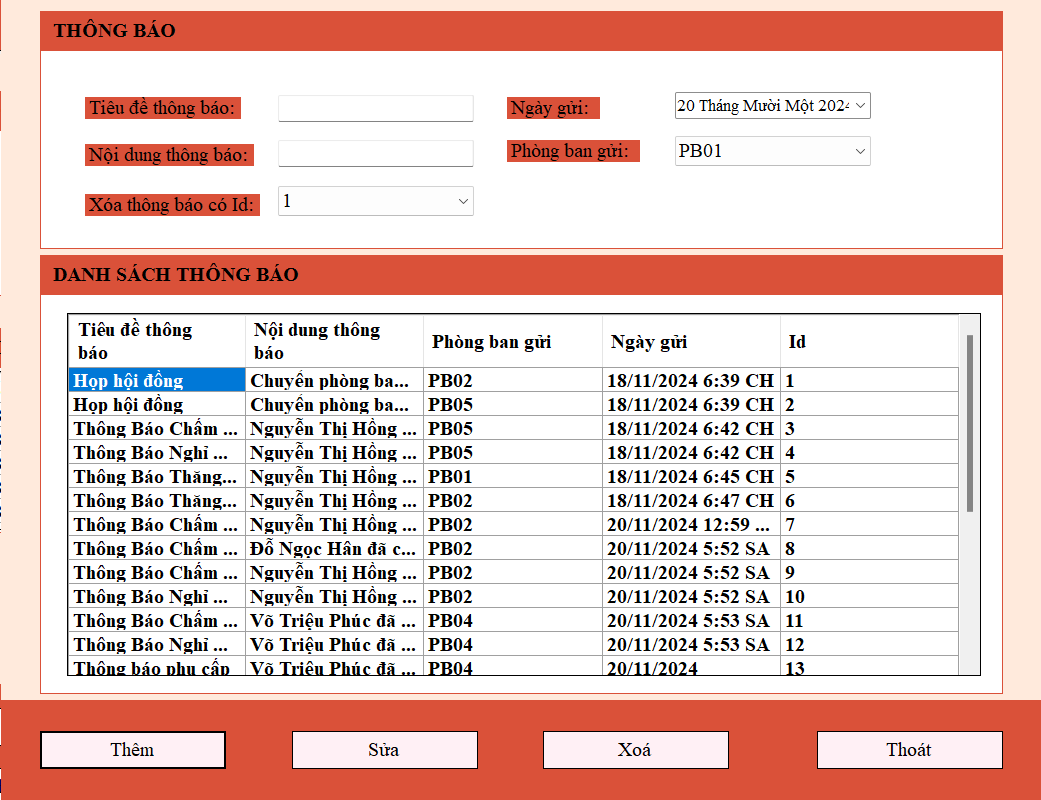 THÔNG BÁO
Tiêu đề thông báo:
Ngày gửi: 20 Tháng Mười Một 2024
Nội dung thông báo:
Phòng ban gửi: PB01
Xóa thông báo có Id: 1
DANH SÁCH THÔNG BÁO
Tiêu đề thông báo Nội dung thông báo Phòng ban gửi Ngày gửi Id
Họp hội đồng Chuyển phòng ba... PB02 18/11/2024 6:39 CH 1
Họp hội đồng Chuyển phòng ba... PB05 18/11/2024 6:39 CH 2
Thông Báo Chấm ... Nguyễn Thị Hồng ... PB05 18/11/2024 6:42 CH 3
Thông Báo Nghỉ ... Nguyễn Thị Hồng ... PB05 18/11/2024 6:42 CH 4
Thông Báo Thăng... Nguyễn Thị Hồng ... PB01 18/11/2024 6:45 CH 5
Thông Báo Thăng... Nguyễn Thị Hồng ... PB02 18/11/2024 6:47 CH 6
Thông Báo Chấm ... Nguyễn Thị Hồng ... PB02 20/11/2024 12:59 ... 7
Thông Báo Chấm ... Đỗ Ngọc Hân đã c... PB02 20/11/2024 5:52 SA 8
Thông Báo Chấm ... Nguyễn Thị Hồng ... PB02 20/11/2024 5:52 SA 9
Thông Báo Nghỉ ... Nguyễn Thị Hồng ... PB02 20/11/2024 5:52 SA 10
Thông Báo Chấm ... Võ Triệu Phúc đã ... PB04 20/11/2024 5:53 SA 11
Thông Báo Nghỉ ... Võ Triệu Phúc đã ... PB04 20/11/2024 5:53 SA 12
Thông báo phụ cấp Võ Triệu Phúc đã ... PB04 20/11/2024 13
Thêm Sửa Xoá Thoát